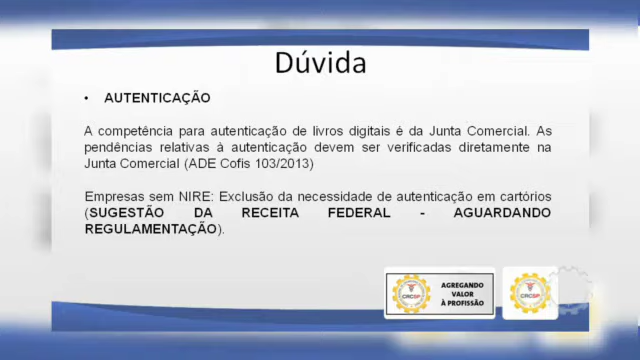 Dúvida
• AUTENTICAÇÃO
A competência para autenticação de livros digitais é da Junta Comercial. As
pendências relativas à autenticação devem ser verificadas diretamente na
Junta Comercial (ADE Cofis 103/2013)
Empresas sem NIRE: Exclusão da necessidade de autenticação em cartórios
(SUGESTÃO DA RECEITA FEDERAL - AGUARDANDO
REGULAMENTAÇÃO).
CRCSP
AGREGANDO
VALOR
À PROFISSÃO
CRCSP